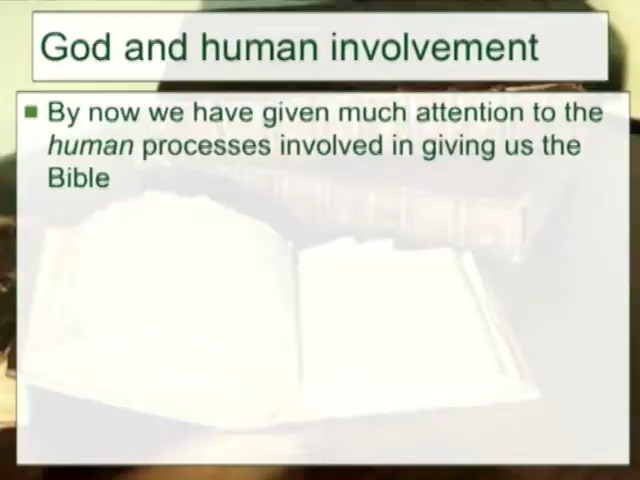 God and human involvement
By now we have given much attention to the
human processes involved in giving us the
Bible